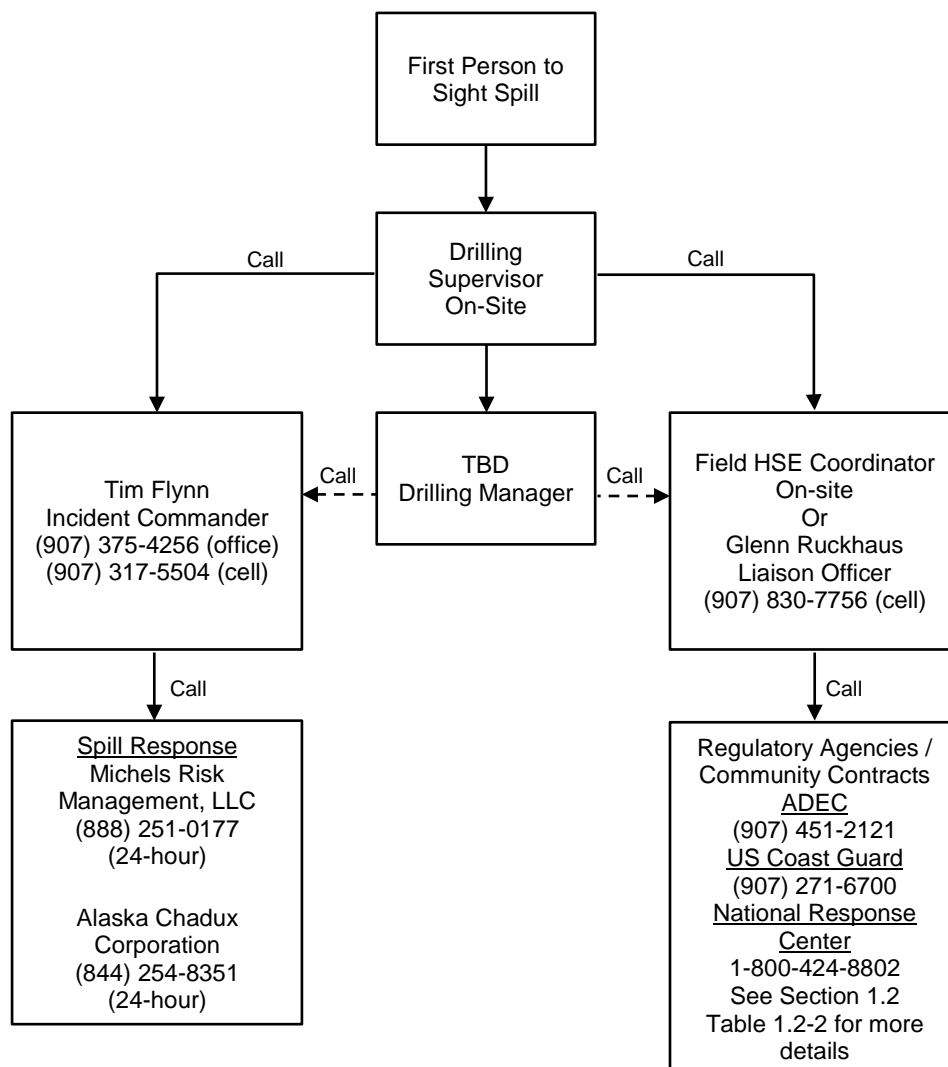 First Person to
Sight Spill
Drilling
Supervisor
On-Site
Call
Call
Tim Flynn
Incident Commander
(907) 375-4256 (office)
(907) 317-5504 (cell)
Call
TBD
Drilling Manager
Call
Field HSE Coordinator
On-site
Or
Glenn Ruckhaus
Liaison Officer
(907) 830-7756 (cell)
Call
Call
Spill Response
Michels Risk
Management, LLC
(888) 251-0177
(24-hour)
Alaska Chadux
Corporation
(844) 254-8351
(24-hour)
Regulatory Agencies /
Community Contracts
ADEC
(907) 451-2121
US Coast Guard
(907) 271-6700
National Response
Center
1-800-424-8802
See Section 1.2
Table 1.2-2 for more
details